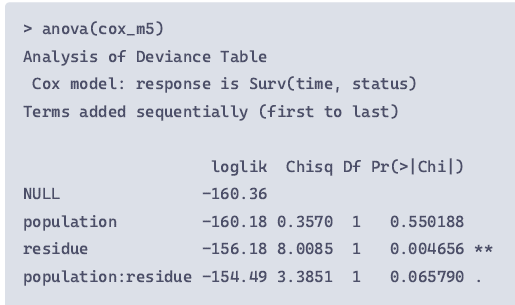 > anova(cox_m5)
Analysis of Deviance Table
 Cox model: response is Surv(time, status)
Terms added sequentially (first to last)

                    loglik  Chisq Df Pr(>|Chi|)
NULL               -160.36
population         -160.18 0.3570  1   0.550188
residue            -156.18 8.0085  1   0.004656 **
population:residue -154.49 3.3851  1   0.065790 .